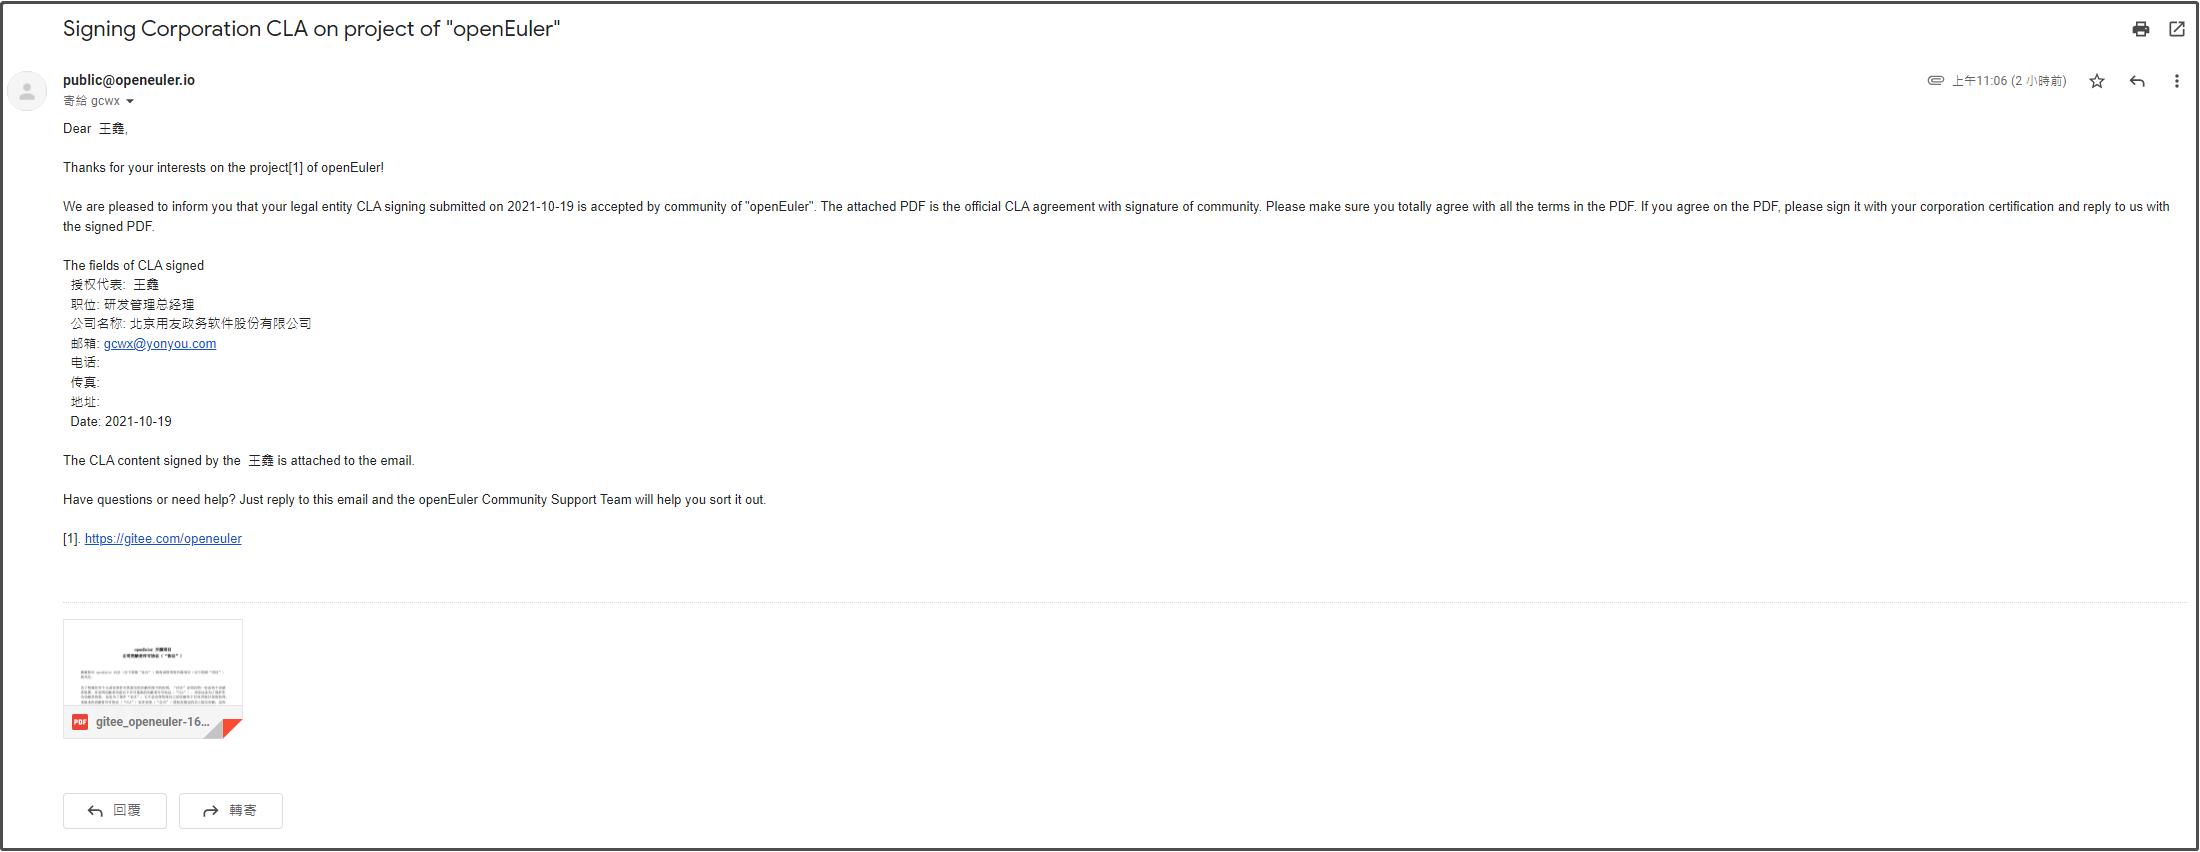 Signing Corporation CLA on project of "openEuler"
public@openeuler.io
上午11:06 (2 小時前)
寄給 gcwx
Dear 王鑫,
Thanks for your interests on the project[1] of openEuler!
We are pleased to inform you that your legal entity CLA signing submitted on 2021-10-19 is accepted by community of "openEuler". The attached PDF is the official CLA agreement with signature of community. Please make sure you totally agree with all the terms in the PDF. If you agree on the PDF, please sign it with your corporation certification and reply to us with
the signed PDF.
The fields of CLA signed
授权代表: 王鑫
职位: 研发管理总经理
公司名称: 北京用友政务软件股份有限公司
邮箱: gcwx@yonyou.com
电话:
传真:
地址:
Date: 2021-10-19
The CLA content signed by the 王鑫 is attached to the email.
Have questions or need help? Just reply to this email and the openEuler Community Support Team will help you sort it out.
[1]. https://gitee.com/openeuler
PDF gitee_openeuler-16...
回覆
轉寄